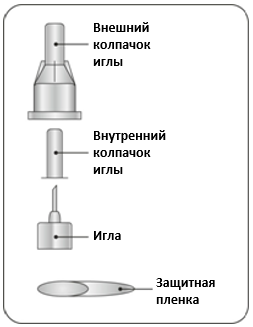 Внешний
колпачок
иглы
Внутренний
колпачок
иглы
Игла
Защитная
пленка